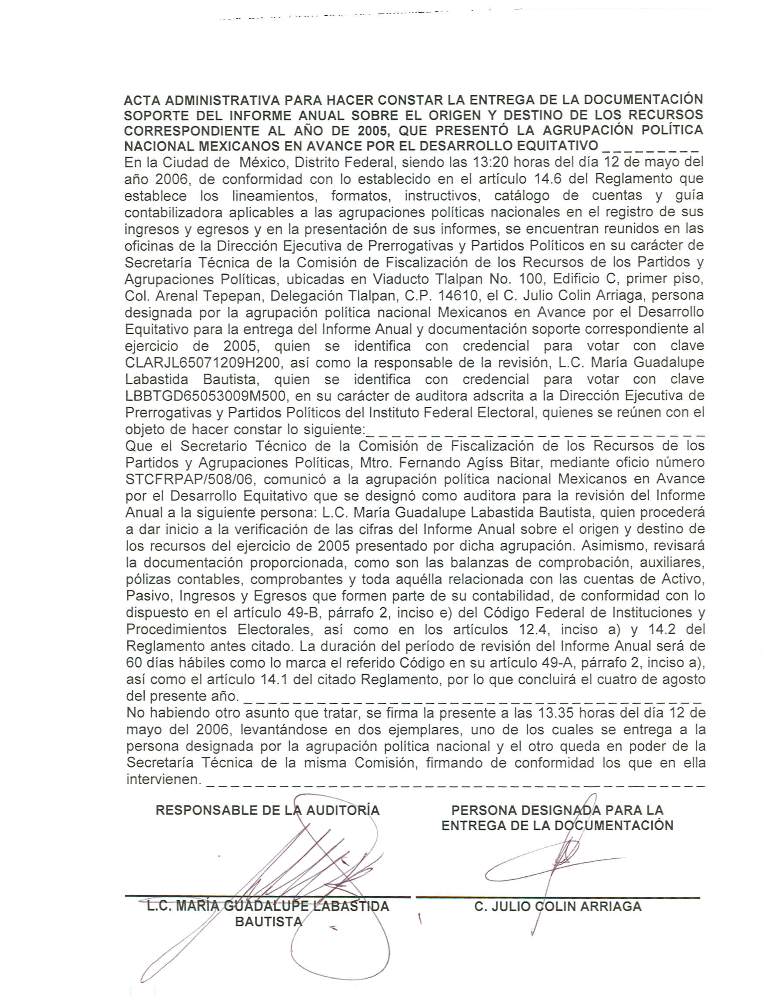 ACTA ADMINISTRATIVA PARA HACER CONSTAR LA ENTREGA DE LA DOCUMENTACIÓN
SOPORTE DEL INFORME ANUAL SOBRE EL ORIGEN Y DESTINO DE LOS RECURSOS
CORRESPONDIENTE AL AÑO DE 2005, QUE PRESENTÓ LA AGRUPACIÓN POLÍTICA
NACIONAL MEXICANOS EN AVANCE POR EL DESARROLLO EQUITATIVO _ _ _ _ _ _ _ _ _
En la Ciudad de México, Distrito Federal, siendo las 13:20 horas del día 12 de mayo del
año 2006, de conformidad con lo establecido en el artículo 14.6 del Reglamento que
establece los lineamientos, formatos, instructivos, catálogo de cuentas y guía
contabilizadora aplicables a las agrupaciones políticas nacionales en el registro de sus
ingresos y egresos y en la presentación de sus informes, se encuentran reunidos en las
oficinas de la Dirección Ejecutiva de Prerrogativas y Partidos Políticos en su carácter de
Secretaría Técnica de la Comisión de Fiscalización de los Recursos de los Partidos y
Agrupaciones Políticas, ubicadas en Viaducto Tlalpan No. 100, Edificio C, primer piso,
Col. Arenal Tepepan, Delegación Tlalpan, C.P. 14610, el C. Julio Colin Arriaga, persona
designada por la agrupación política nacional Mexicanos en Avance por el Desarrollo
Equitativo para la entrega del Informe Anual y documentación soporte correspondiente al
ejercicio de 2005, quien se identifica con credencial para votar con clave
CLARJL65071209H200, así como la responsable de la revisión, L.C. María Guadalupe
Labastida Bautista, quien se identifica con credencial para votar con clave
LBBTGD65053009M500, en su carácter de auditora adscrita a la Dirección Ejecutiva de
Prerrogativas y Partidos Políticos del Instituto Federal Electoral, quienes se reúnen con el
objeto de hacer constar lo siguiente:_ _ _ _ _ _ _ _ _ _ _ _ _ _ _ _ _ _ _ _ _ _ _ _ _ _
Que el Secretario Técnico de la Comisión de Fiscalización de los Recursos de los
Partidos y Agrupaciones Políticas, Mtro. Fernando Agíss Bitar, mediante oficio número
STCFRPAP/508/06, comunicó a la agrupación política nacional Mexicanos en Avance
por el Desarrollo Equitativo que se designó como auditora para la revisión del Informe
Anual a la siguiente persona: L.C. María Guadalupe Labastida Bautista, quien procederá
a dar inicio a la verificación de las cifras del Informe Anual sobre el origen y destino de
los recursos del ejercicio de 2005 presentado por dicha agrupación. Asimismo, revisará
la documentación proporcionada, como son las balanzas de comprobación, auxiliares,
pólizas contables, comprobantes y toda aquélla relacionada con las cuentas de Activo,
Pasivo, Ingresos y Egresos que formen parte de su contabilidad, de conformidad con lo
dispuesto en el artículo 49-B, párrafo 2, inciso e) del Código Federal de Instituciones y
Procedimientos Electorales, así como en los artículos 12.4, inciso a) y 14.2 del
Reglamento antes citado. La duración del período de revisión del Informe Anual será de
60 días hábiles como lo marca el referido Código en su artículo 49-A, párrafo 2, inciso a),
así como el artículo 14.1 del citado Reglamento, por lo que concluirá el cuatro de agosto
del presente año. _ _ _ _ _ _ _ _ _ _ _ _ _ _ _ _ _ _ _ _ _ _ _ _ _ _ _ _ _ _ _ _ _ _ _ _ _ _
No habiendo otro asunto que tratar, se firma la presente a las 13.35 horas del día 12 de
mayo del 2006, levantándose en dos ejemplares, uno de los cuales se entrega a la
persona designada por la agrupación política nacional y el otro queda en poder de la
Secretaría Técnica de la misma Comisión, firmando de conformidad los que en ella
intervienen. _ _ _ _ _ _ _ _ _ _ _ _ _ _ _ _ _ _ _ _ _ _ _ _ _ _ _ _ _ _ _ _ _ _ _ _ _ _ _ _ _
RESPONSABLE DE LA AUDITORÍA
L.C. MARÍA GUADALUPE LABASTIDA
BAUTISTA
PERSONA DESIGNADA PARA LA
ENTREGA DE LA DOCUMENTACIÓN
C. JULIO COLIN ARRIAGA